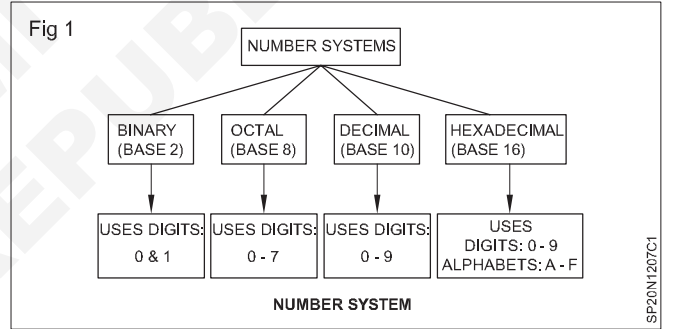 Fig 1
NUMBER SYSTEMS
BINARY
(BASE 2)
OCTAL
(BASE 8)
DECIMAL
(BASE 10)
HEXADECIMAL
(BASE 16)
USES DIGITS:
0 & 1
USES DIGITS:
0 - 7
USES DIGITS:
0 - 9
USES
DIGITS: 0 - 9
ALPHABETS: A - F
NUMBER SYSTEM
SP20N1207C1